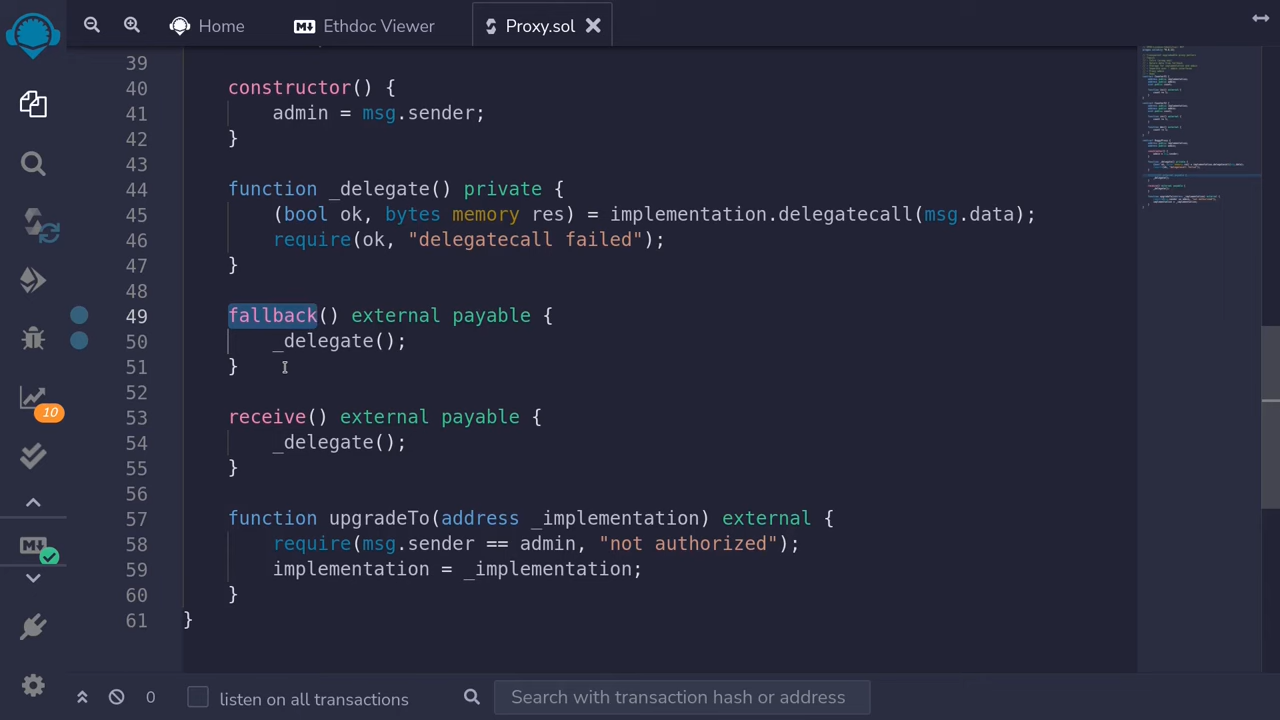 Home
Ethdoc Viewer
Proxy.sol
39
40 constructor() {
41 admin = msg.sender;
42 }
43
44 function _delegate() private {
45 (bool ok, bytes memory res) = implementation.delegatecall(msg.data);
46 require(ok, "delegatecall failed");
47 }
48
49 fallback() external payable {
50 _delegate();
51 }
52
53 receive() external payable {
54 _delegate();
55 }
56
57 function upgradeTo(address _implementation) external {
58 require(msg.sender == admin, "not authorized");
59 implementation = _implementation;
60 }
61 }
10
0
listen on all transactions
Search with transaction hash or address